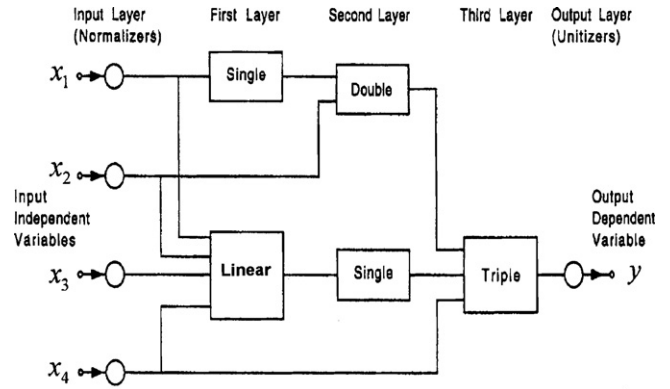 Input Layer
(Normalizers)
First Layer
Second Layer
Third Layer
Output Layer
(Unitizers)
x1
Single
Double
x2
Input
Independent
Variables
Output
Dependent
Variable
x3
Linear
Single
Triple
y
x4